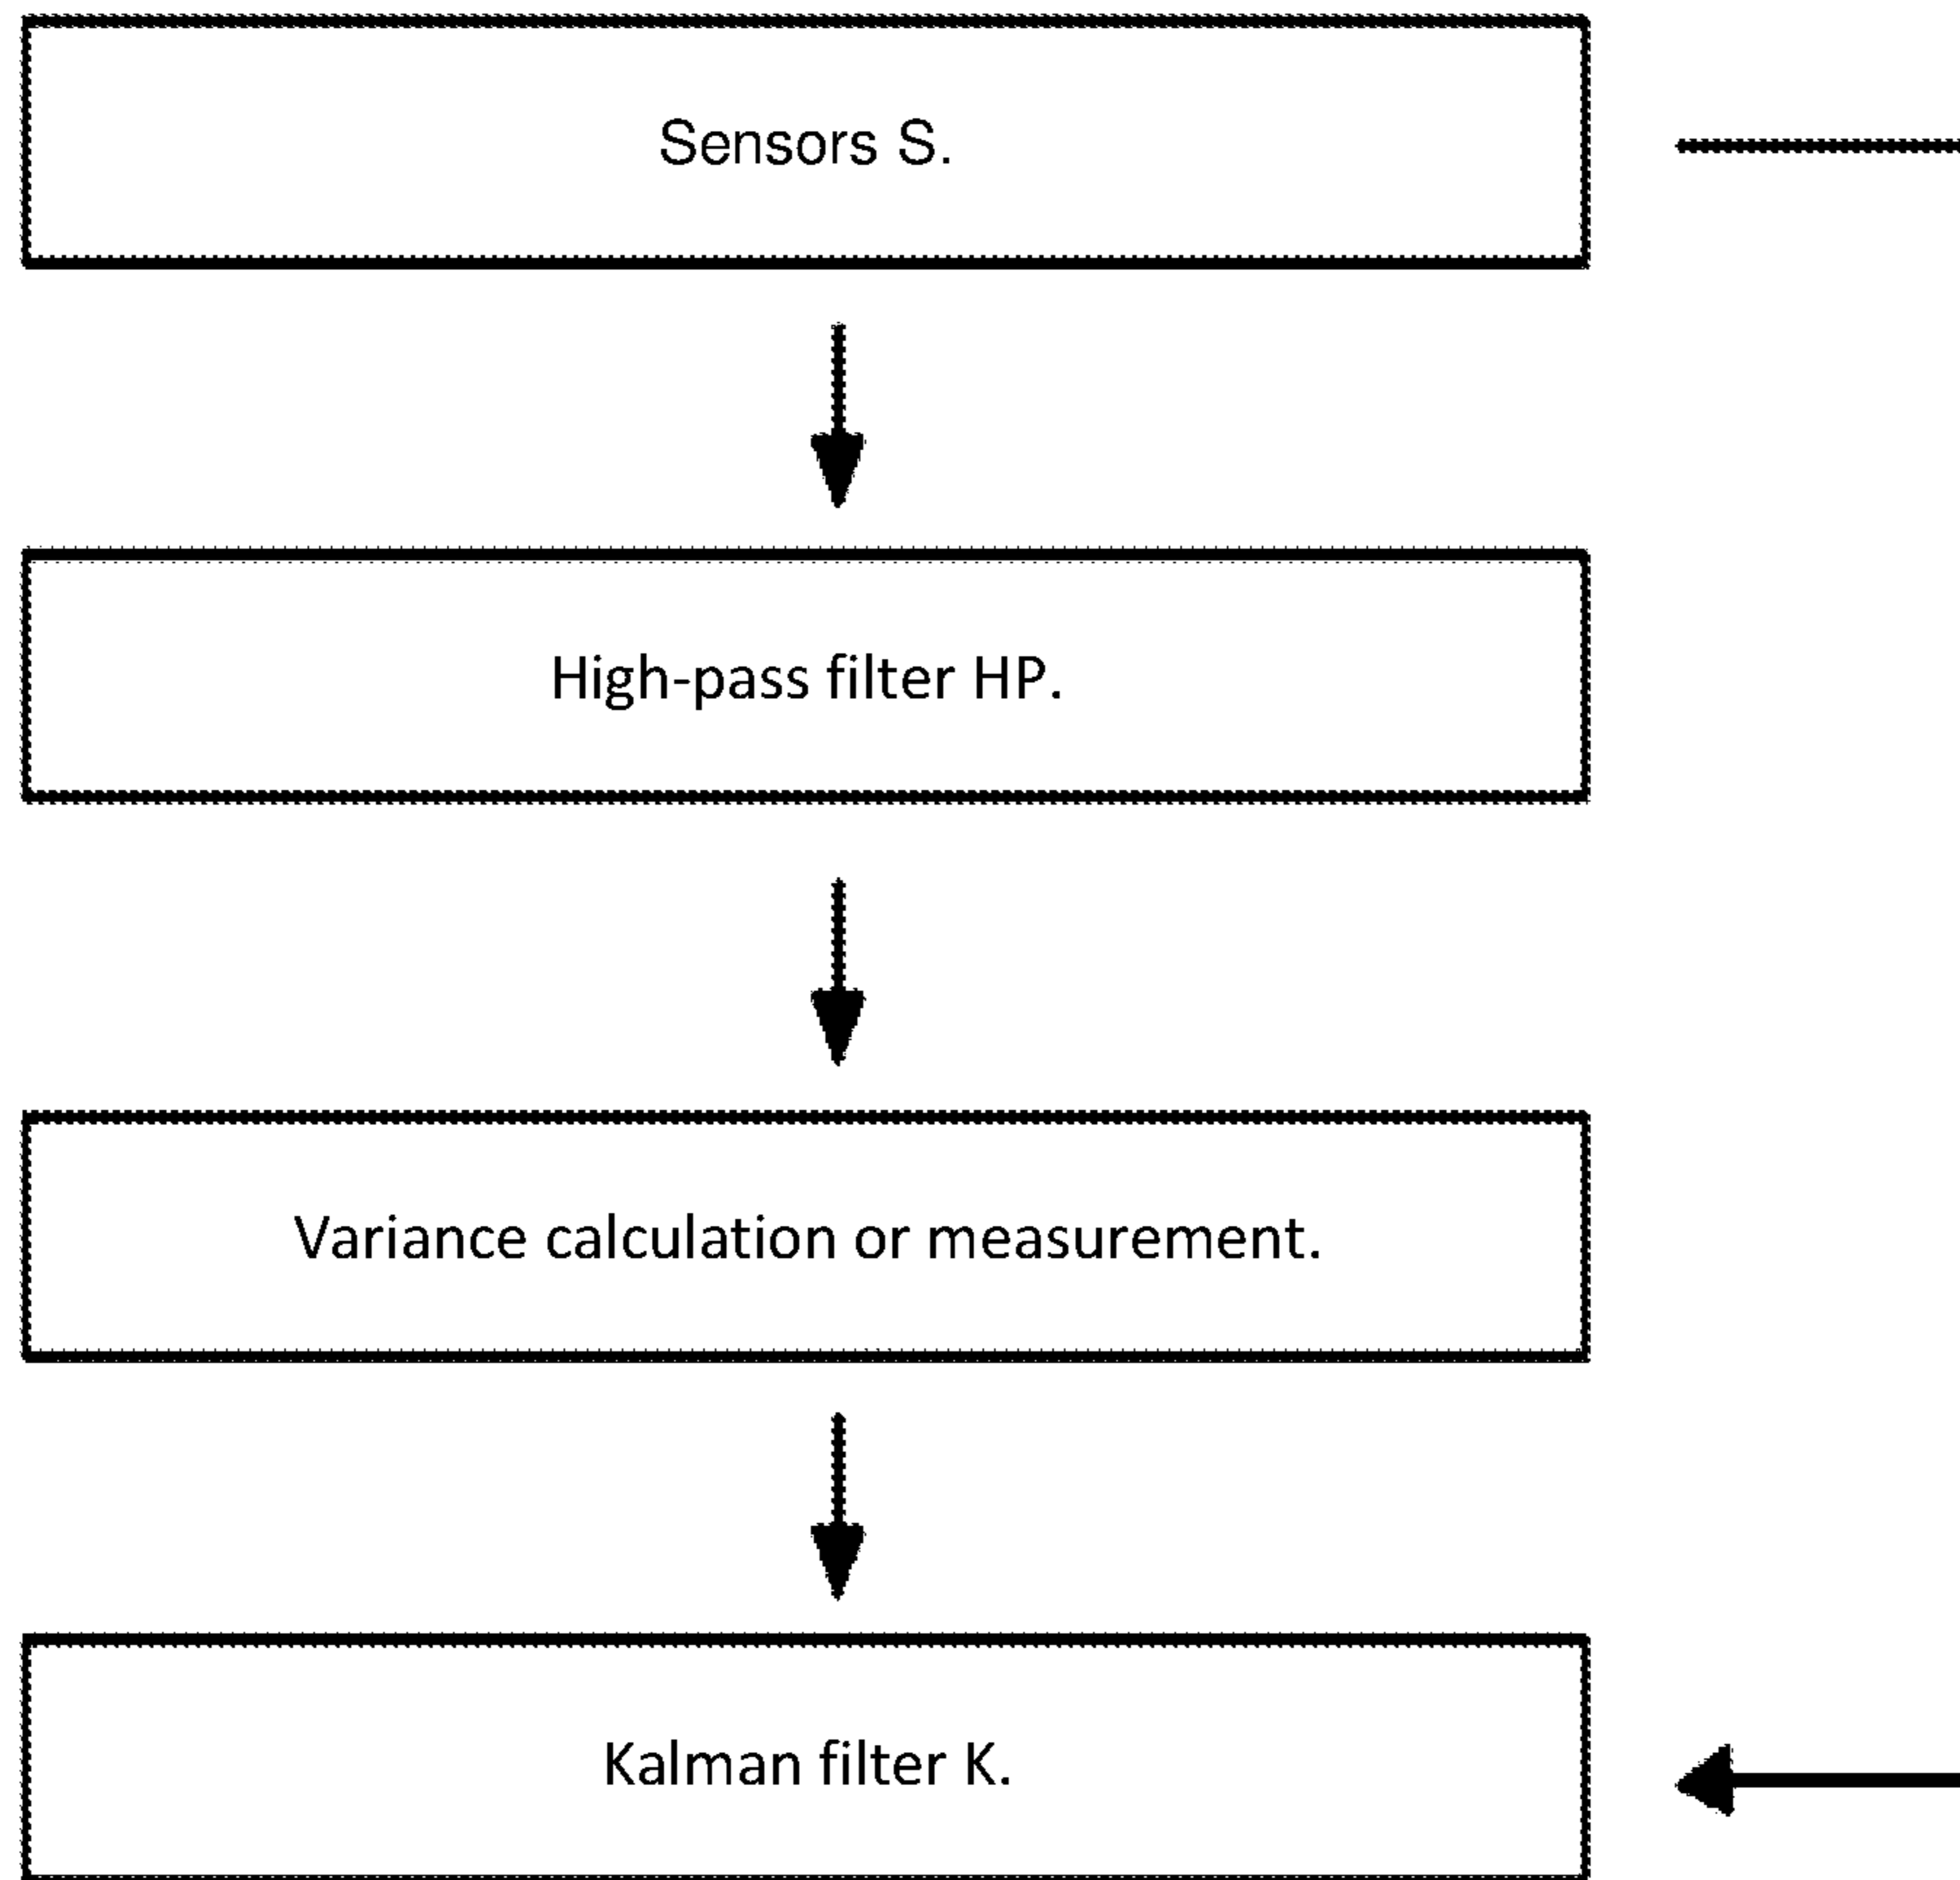 Sensors S.
High-pass filter HP.
Variance calculation or measurement.
Kalman filter K.